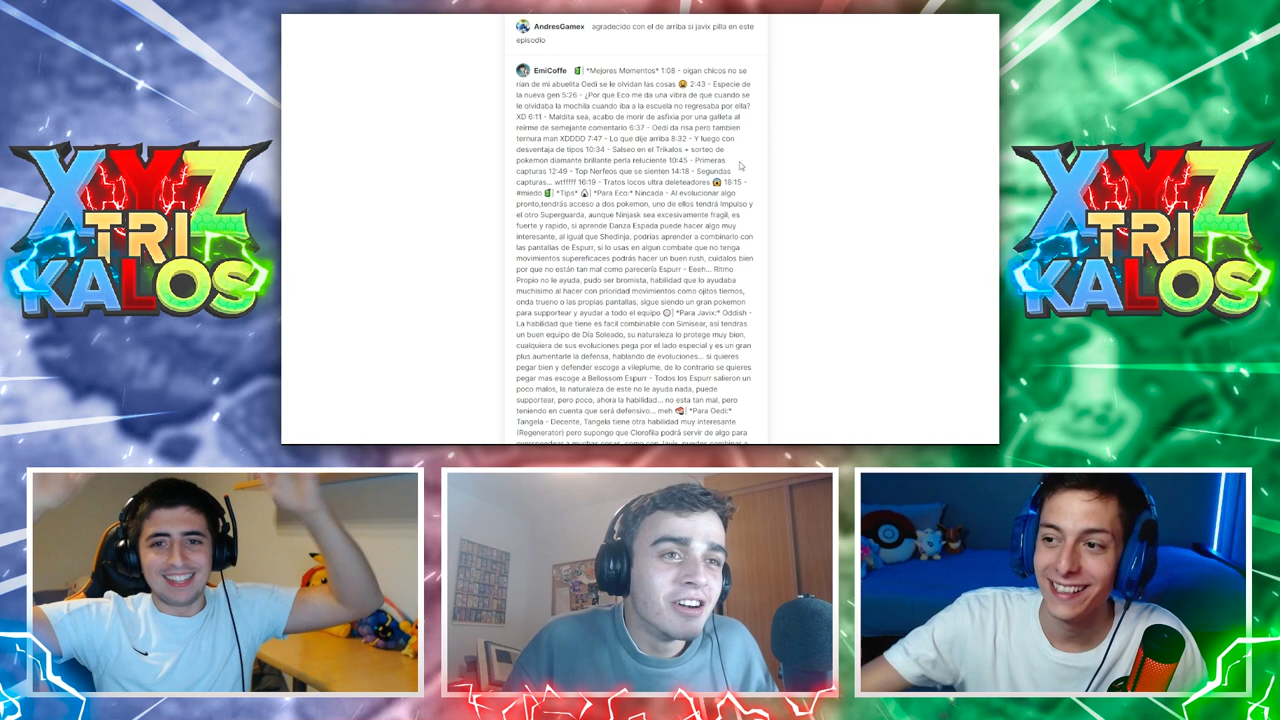 AndresGamex agradecido con el de arriba si javix pilla en este
episodio
EmiCoffe | *Mejores Momentos* 1:08 - oigan chicos no se
rian de mi abuelita Oedi se le olvidan las cosas 😫 2:43 - Especie de
la nueva gen 5:26 - ¿Por que Eco me da una vibra de que cuando se
le olvidaba la mochila cuando iba a la escuela no regresaba por ella?
XD 6:11 - Maldita sea, acabo de morir de asfixia por una galleta al
reirme de semejante comentario 6:37 - Oedi da risa pero tambien
ternura man XDDDD 7:47 - Lo que dije arriba 8:32 - Y luego con
desventaja de tipos 10:34 - Salseo en el Trikalos + sorteo de
pokemon diamante brillante perla reluciente 10:45 - Primeras
capturas 12:49 - Top Nerfeos que se sienten 14:18 - Segundas
capturas... wtfffff 16:19 - Tratos locos ultra deleteadores 😱 18:15 -
#miedo | *Tips* | *Para Eco:* Nincada - Al evolucionar algo
pronto,tendrás acceso a dos pokemon, uno de ellos tendrá Impulso y
el otro Superguarda, aunque Ninjask sea excesivamente fragil, es
fuerte y rapido, si aprende Danza Espada puede hacer algo muy
interesante, al igual que Shedinja, podrías aprender a combinarlo con
las pantallas de Espurr, si lo usas en algun combate que no tenga
movimientos supereficaces podrás hacer un buen rush, cuidalos bien
por que no están tan mal como parecería Espurr - Eeeh... Ritmo
Propio no le ayuda, pudo ser bromista, habilidad que lo ayudaba
muchisimo al hacer con prioridad movimientos como ojitos tiernos,
onda trueno o las propias pantallas, sigue siendo un gran pokemon
para supportear y ayudar a todo el equipo | *Para Javix:* Oddish -
La habilidad que tiene es facil combinable con Simisear, asi tendras
un buen equipo de Día Soleado, su naturaleza lo protege muy bien,
cualquiera de sus evoluciones pega por el lado especial y es un gran
plus aumentarle la defensa, hablando de evoluciones... si quieres
pegar bien y defender escoge a vileplume, de lo contrario se quieres
pegar mas escoge a Bellossom Espurr - Todos los Espurr salieron un
poco malos, la naturaleza de este no le ayuda nada, puede
supportear, pero poco, ahora la habilidad... no esta tan mal, pero
teniendo en cuenta que será defensivo... meh | *Para Oedi:*
Tangela - Decente, Tangela tiene otra habilidad muy interesante
(Regenerator) pero supongo que Clorofila podrá servir de algo para
XYZ
TRI
KALOS
XYZ
TRI
KALOS